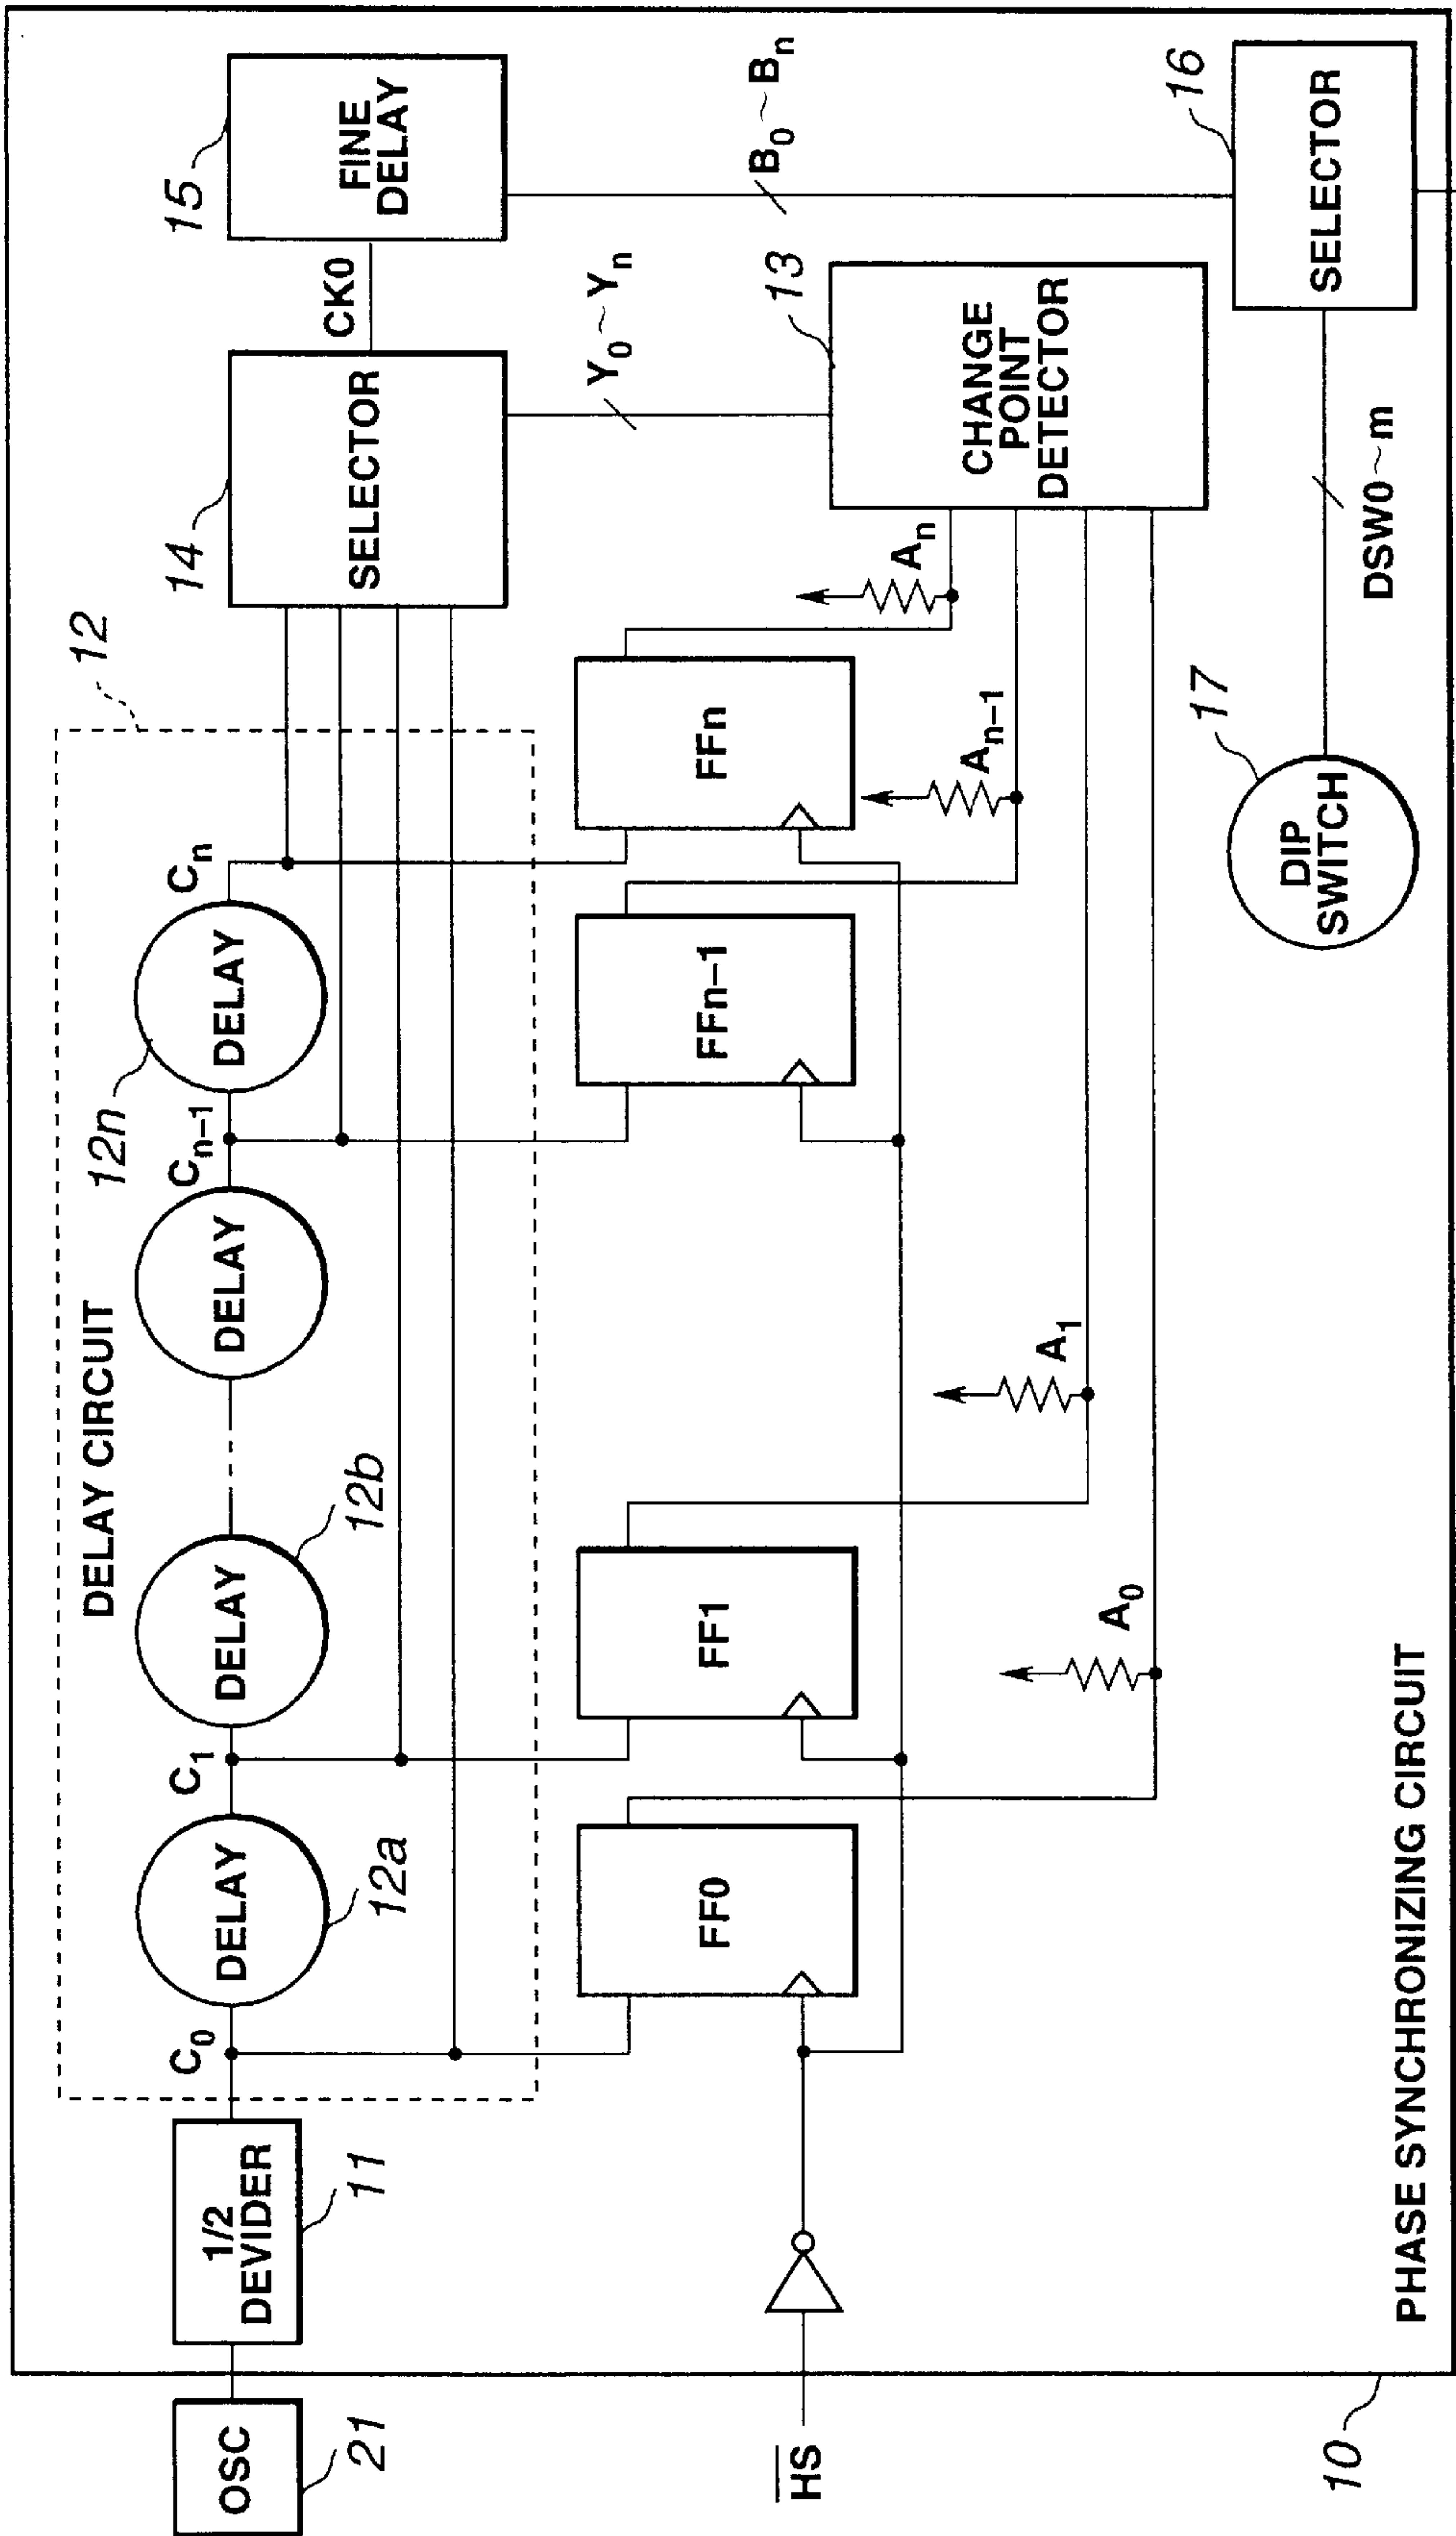 OSC
21
1/2
DEVIDER
11
DELAY CIRCUIT
12
C0
DELAY
12a
C1
DELAY
12b
DELAY
Cn-1
DELAY
12n
Cn
14
SELECTOR
CK0
15
FINE
DELAY
HS
FF0
FF1
FFn-1
FFn
A0
A1
An-1
An
Y0~Yn
B0~Bn
13
CHANGE
POINT
DETECTOR
17
DIP
SWITCH
DSW0~m
16
SELECTOR
10
PHASE SYNCHRONIZING CIRCUIT